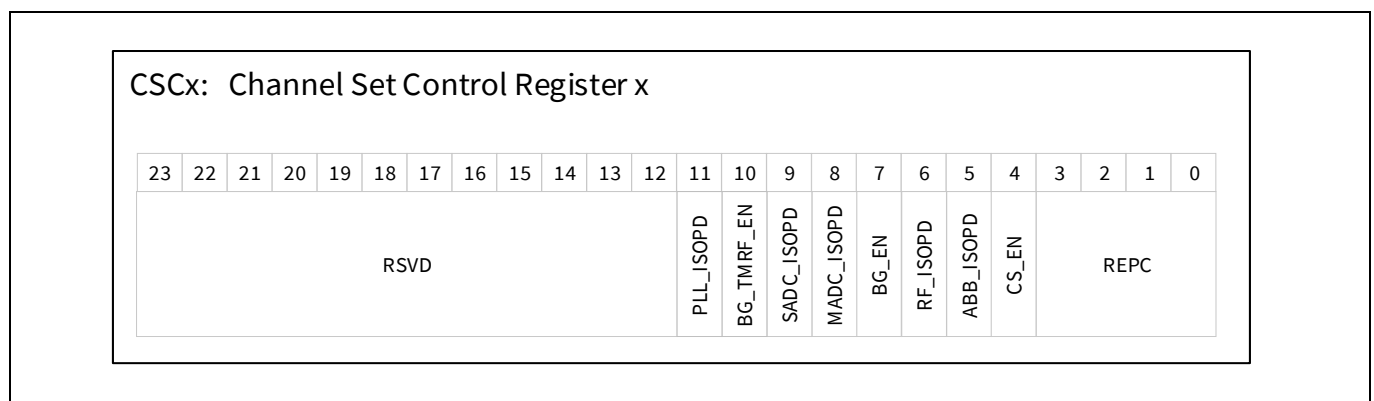 CSCx: Channel Set Control Register x
23 22 21 20 19 18 17 16 15 14 13 12 11 10 9 8 7 6 5 4 3 2 1 0
RSVD PLL_ISOPD BG_TMRF_EN SADC_ISOPD MADC_ISOPD BG_EN RF_ISOPD ABB_ISOPD CS_EN REPC